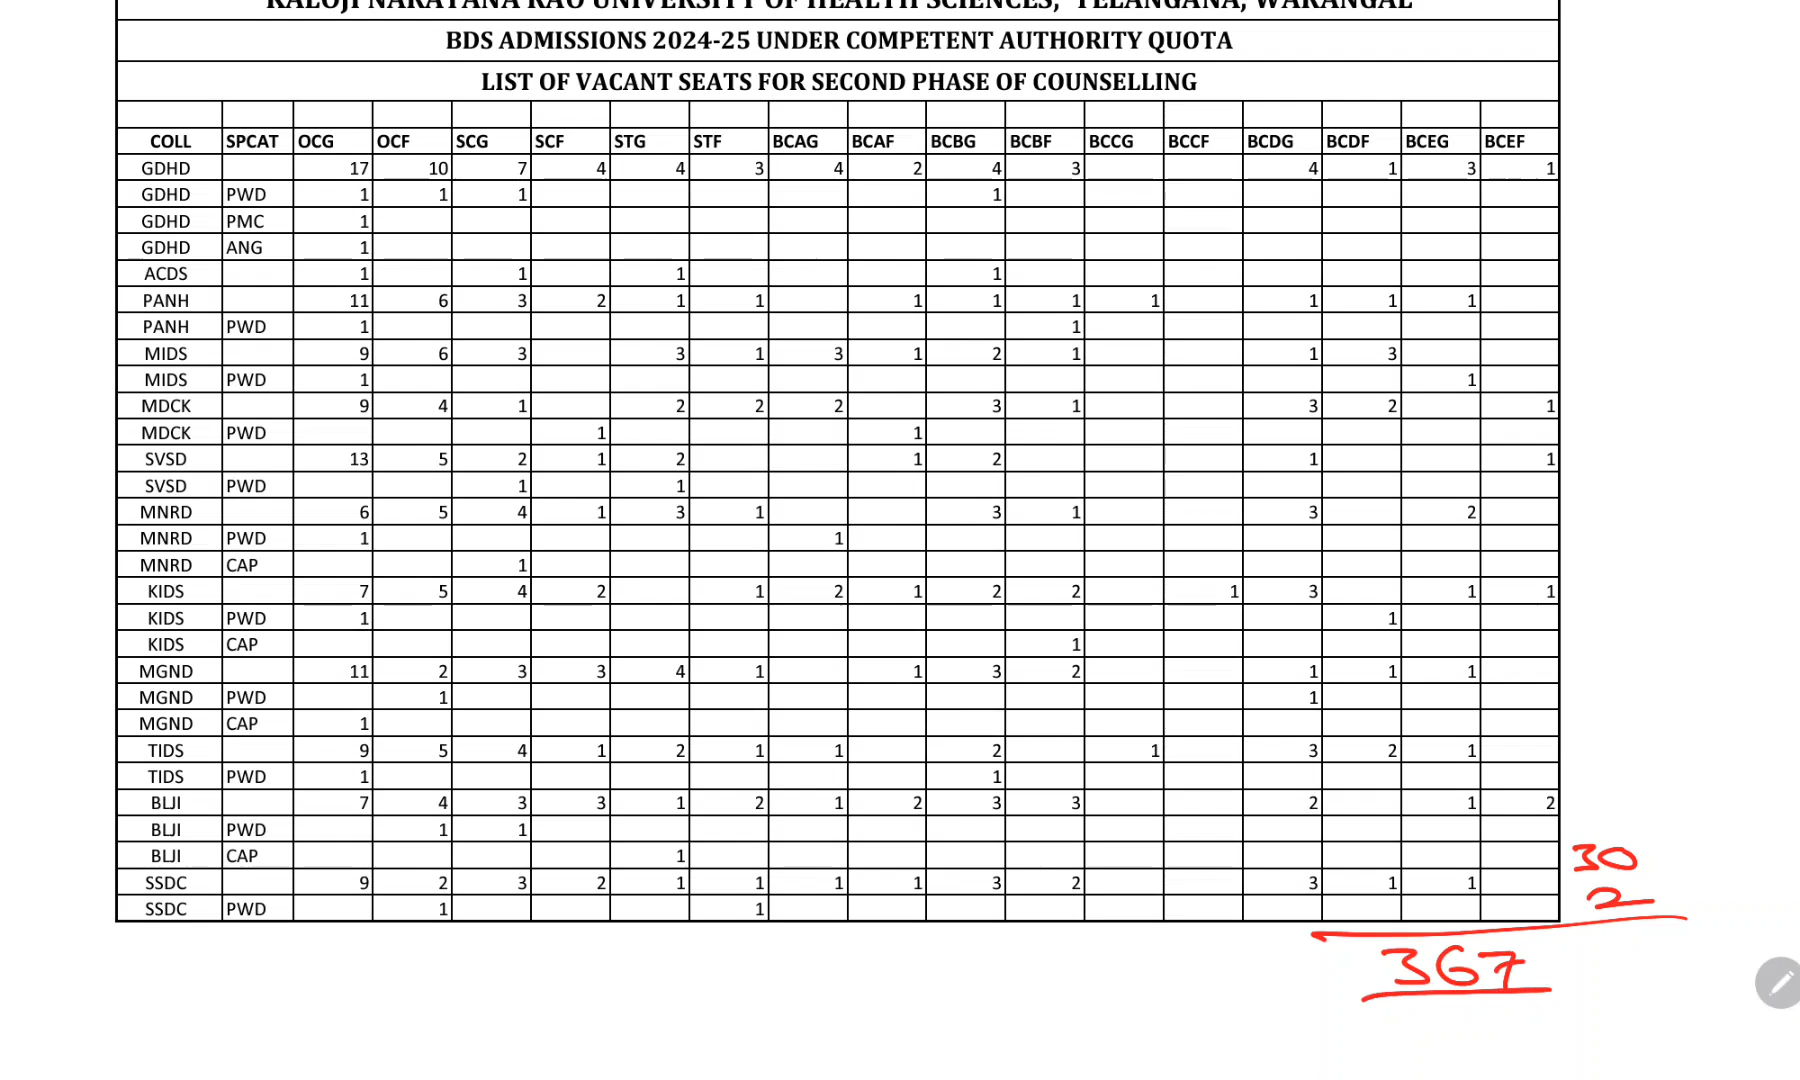 KALOJI NARAYANA RAO UNIVERSITY OF HEALTH SCIENCES, TELANGANA, WARANGAL
BDS ADMISSIONS 2024-25 UNDER COMPETENT AUTHORITY QUOTA
LIST OF VACANT SEATS FOR SECOND PHASE OF COUNSELLING
COLL SPCAT OCG OCF SCG SCF STG STF BCAG BCAF BCBG BCBF BCCG BCCF BCDG BCDF BCEG BCEF
GDHD 17 10 7 4 4 3 4 2 4 3 4 1 3 1
GDHD PWD 1 1 1 1
GDHD PMC 1
GDHD ANG 1
ACDS 1 1 1 1
PANH 11 6 3 2 1 1 1 1 1 1 1 1 1
PANH PWD 1 1
MIDS 9 6 3 3 1 3 1 2 1 1 3
MIDS PWD 1 1
MDCK 9 4 1 2 2 2 3 1 3 2 1
MDCK PWD 1 1
SVSD 13 5 2 1 2 1 2 1 1
SVSD PWD 1 1
MNRD 6 5 4 1 3 1 3 1 3 2
MNRD PWD 1 1
MNRD CAP 1
KIDS 7 5 4 2 1 2 1 2 2 1 3 1 1
KIDS PWD 1 1
KIDS CAP 1
MGND 11 2 3 3 4 1 1 3 2 1 1 1
MGND PWD 1 1
MGND CAP 1
TIDS 9 5 4 1 2 1 1 2 1 3 2 1
TIDS PWD 1 1
BLJI 7 4 3 3 1 2 1 2 3 3 2 1 2
BLJI PWD 1 1
BLJI CAP 1
SSDC 9 2 3 2 1 1 1 1 3 2 3 1 1
SSDC PWD 1 1
30
2
367